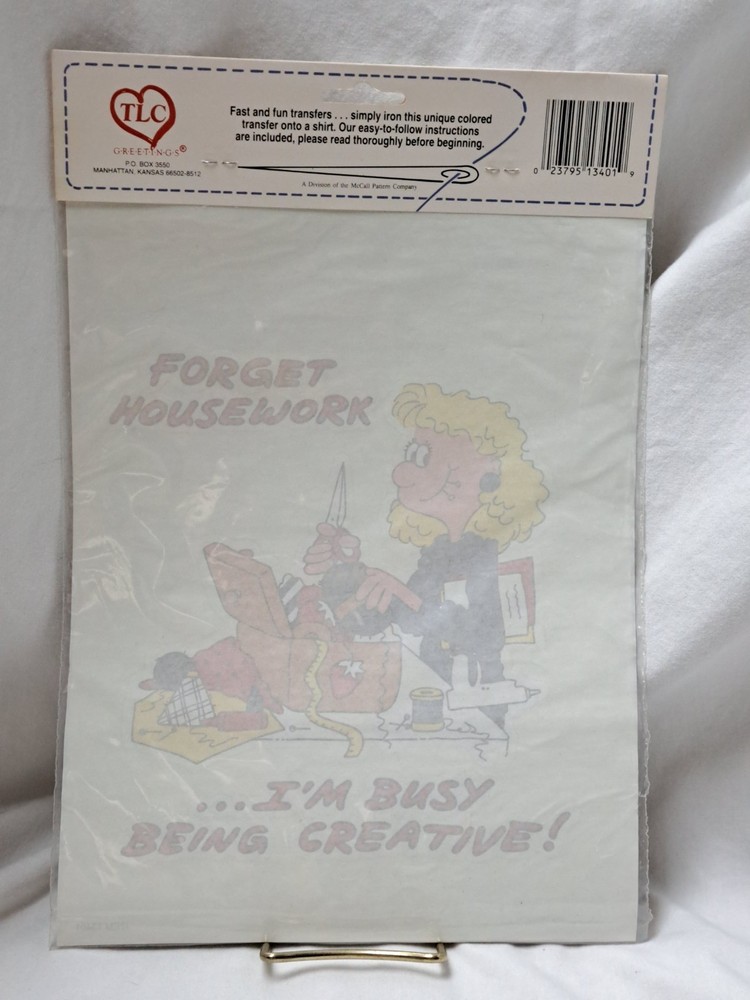 TLC
GREETINGS®
P.O. BOX 3550
MANHATTAN, KANSAS 66502-8512
Fast and fun transfers . . . simply iron this unique colored
transfer onto a shirt. Our easy-to-follow instructions
are included, please read thoroughly before beginning.
A Division of the McCall Pattern Company
0 23795 13401 9
FORGET
HOUSEWORK
...I'M BUSY
BEING CREATIVE!